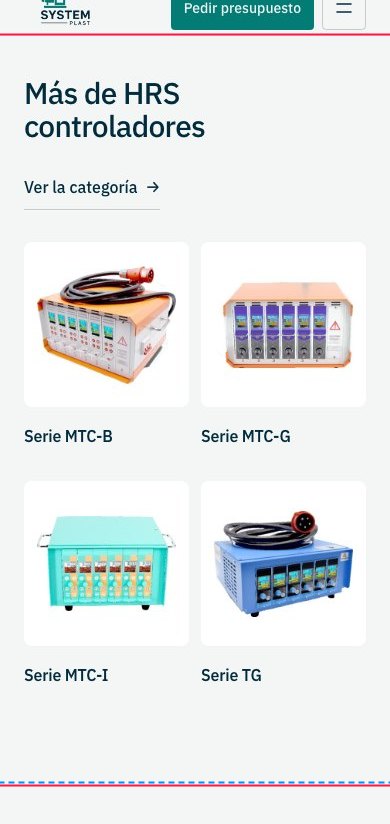 SYSTEM
PLAST
Pedir presupuesto
Más de HRS
controladores
Ver la categoría
Serie MTC-B
Serie MTC-G
Serie MTC-I
Serie TG